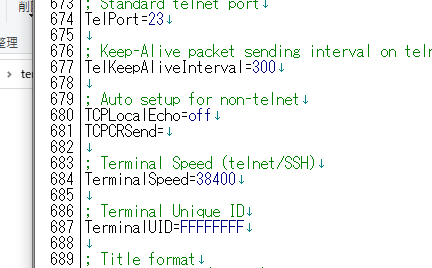 削
整理
te
673 ; Standard telnet port
674 TelPort=23↓
675 ↓
676 ; Keep-Alive packet sending interval on teln
677 TelKeepAliveInterval=300↓
678 ↓
679 ; Auto setup for non-telnet↓
680 TCPLocalEcho=off↓
681 TCPCRSend=↓
682 ↓
683 ; Terminal Speed (telnet/SSH)↓
684 TerminalSpeed=38400↓
685 ↓
686 ; Terminal Unique ID↓
687 TerminalUID=FFFFFFFF↓
688 ↓
689 ; Title format↓